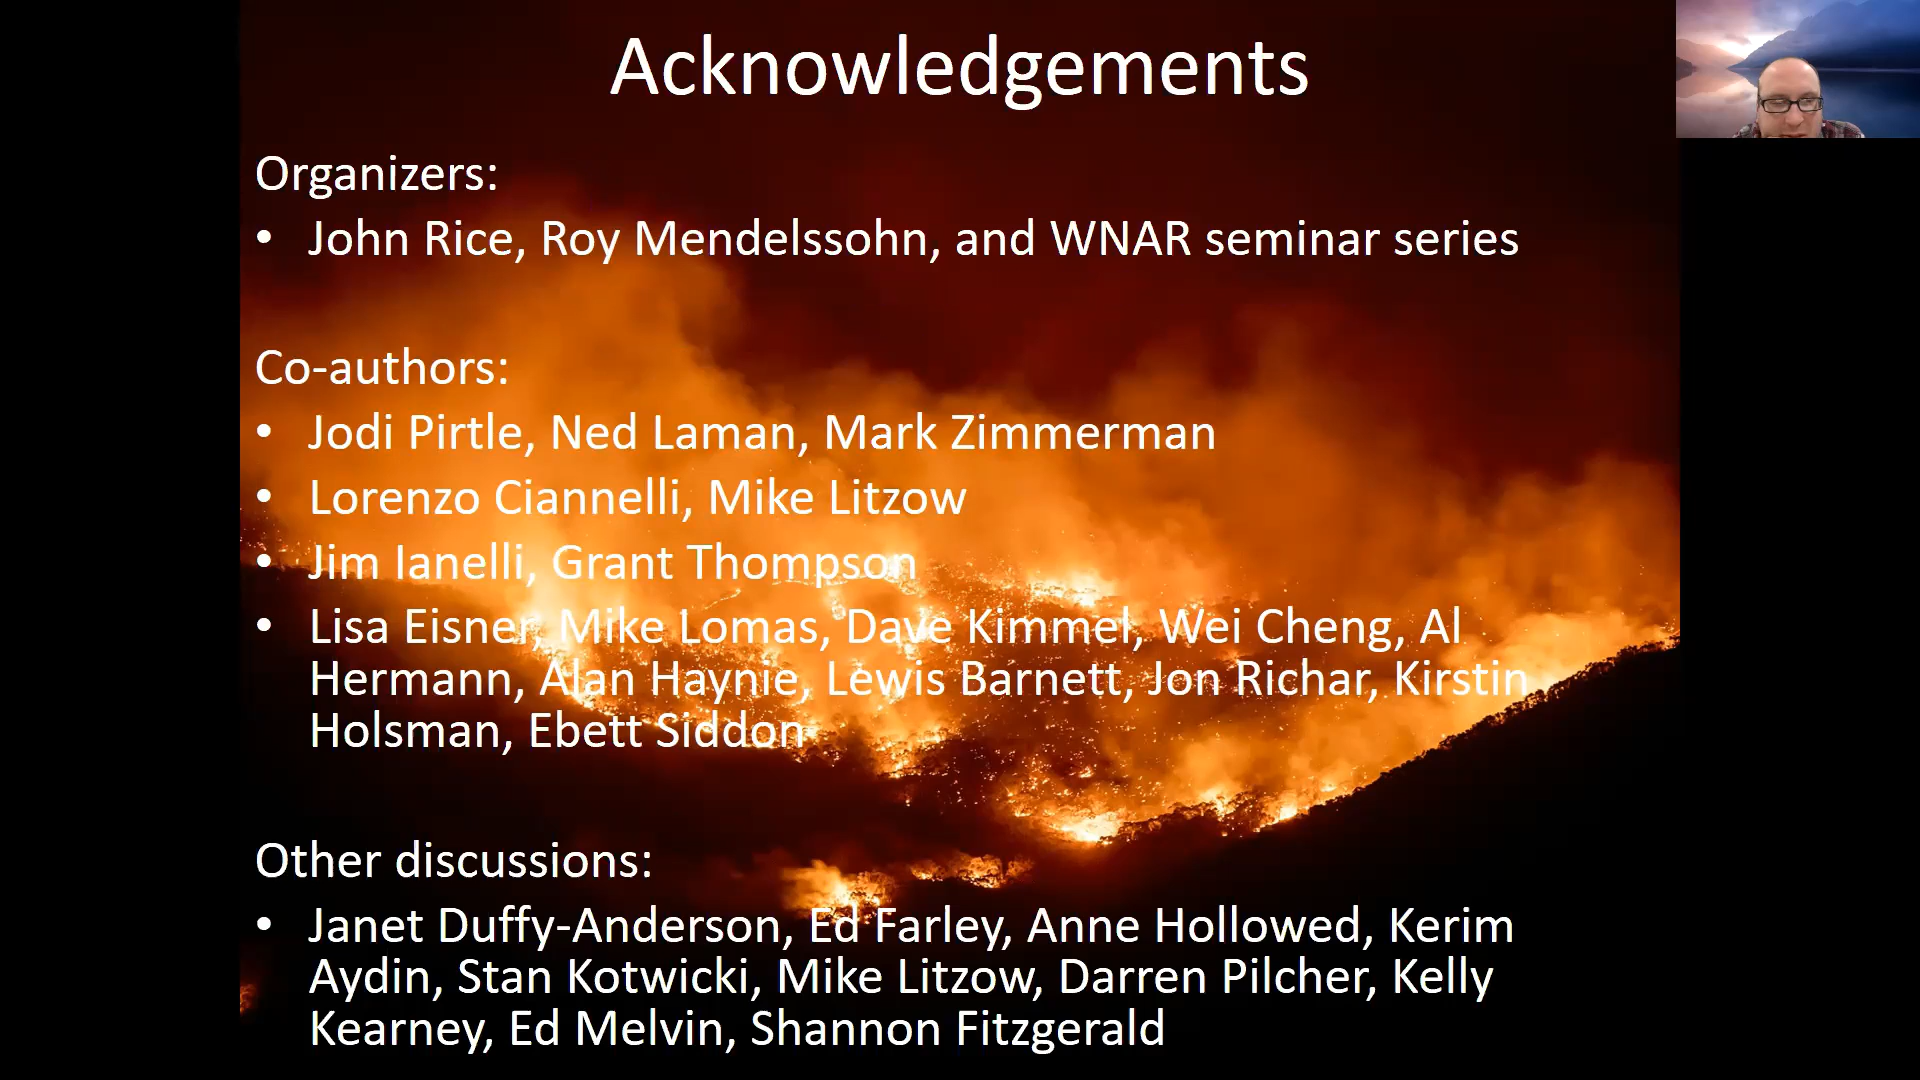 Acknowledgements
Organizers:
• John Rice, Roy Mendelssohn, and WNAR seminar series
Co-authors:
• Jodi Pirtle, Ned Laman, Mark Zimmerman
• Lorenzo Ciannelli, Mike Litzow
• Jim Ianelli, Grant Thompson
• Lisa Eisner, Mike Lomas, Dave Kimmel, Wei Cheng, Al
Hermann, Alan Haynie, Lewis Barnett, Jon Richar, Kirstin
Holsman, Ebett Siddon
Other discussions:
• Janet Duffy-Anderson, Ed Farley, Anne Hollowed, Kerim
Aydin, Stan Kotwicki, Mike Litzow, Darren Pilcher, Kelly
Kearney, Ed Melvin, Shannon Fitzgerald